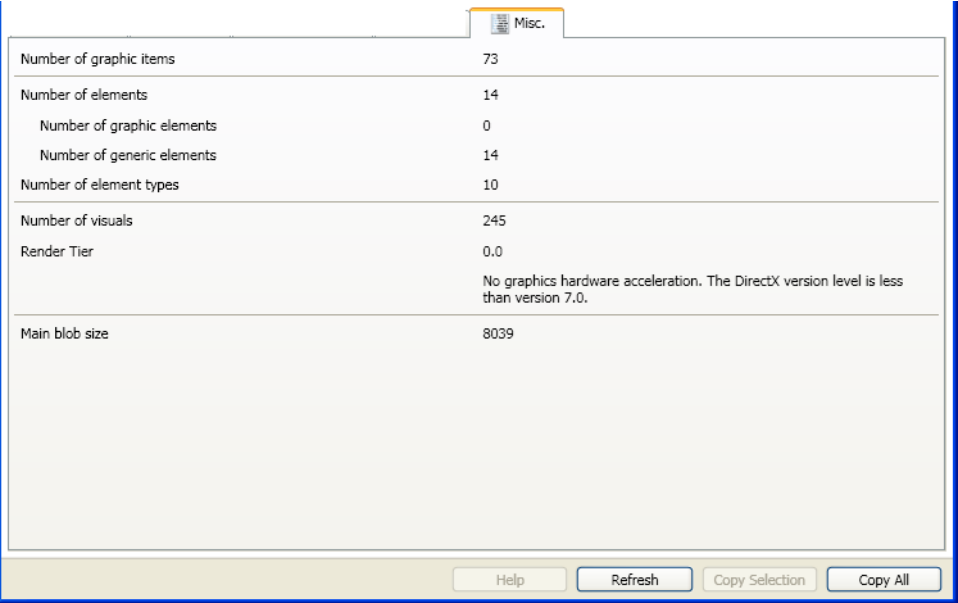 Misc.
Number of graphic items 73
Number of elements 14
Number of graphic elements 0
Number of generic elements 14
Number of element types 10
Number of visuals 245
Render Tier 0.0
No graphics hardware acceleration. The DirectX version level is less
than version 7.0.
Main blob size 8039
Help Refresh Copy Selection Copy All